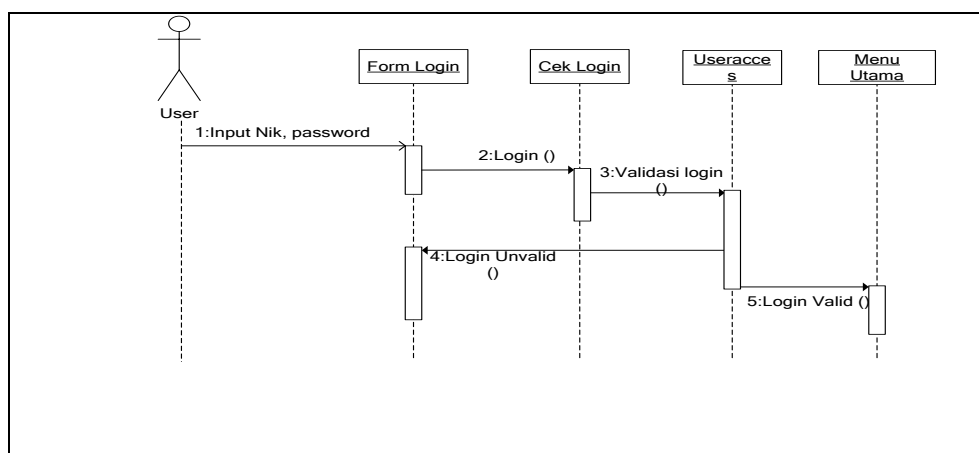 Form Login
Cek Login
Useracce
s
Menu
Utama
User
1:Input Nik, password
2:Login ()
3:Validasi login
()
4:Login Unvalid
()
5:Login Valid ()